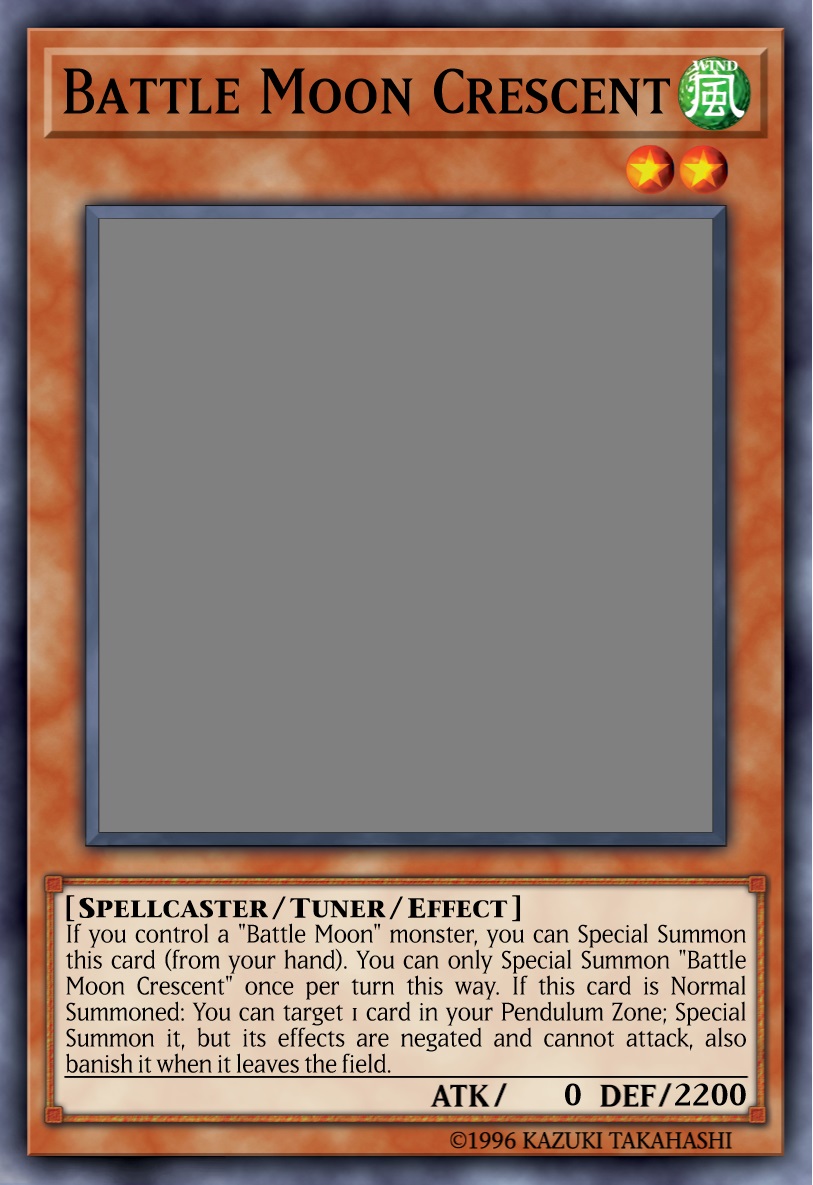 Battle Moon Crescent
WIND
風
[Spellcaster/Tuner/Effect]
If you control a "Battle Moon" monster, you can Special Summon
this card (from your hand). You can only Special Summon "Battle
Moon Crescent" once per turn this way. If this card is Normal
Summoned: You can target 1 card in your Pendulum Zone; Special
Summon it, but its effects are negated and cannot attack, also
banish it when it leaves the field.
ATK/ 0 DEF/2200
©1996 KAZUKI TAKAHASHI